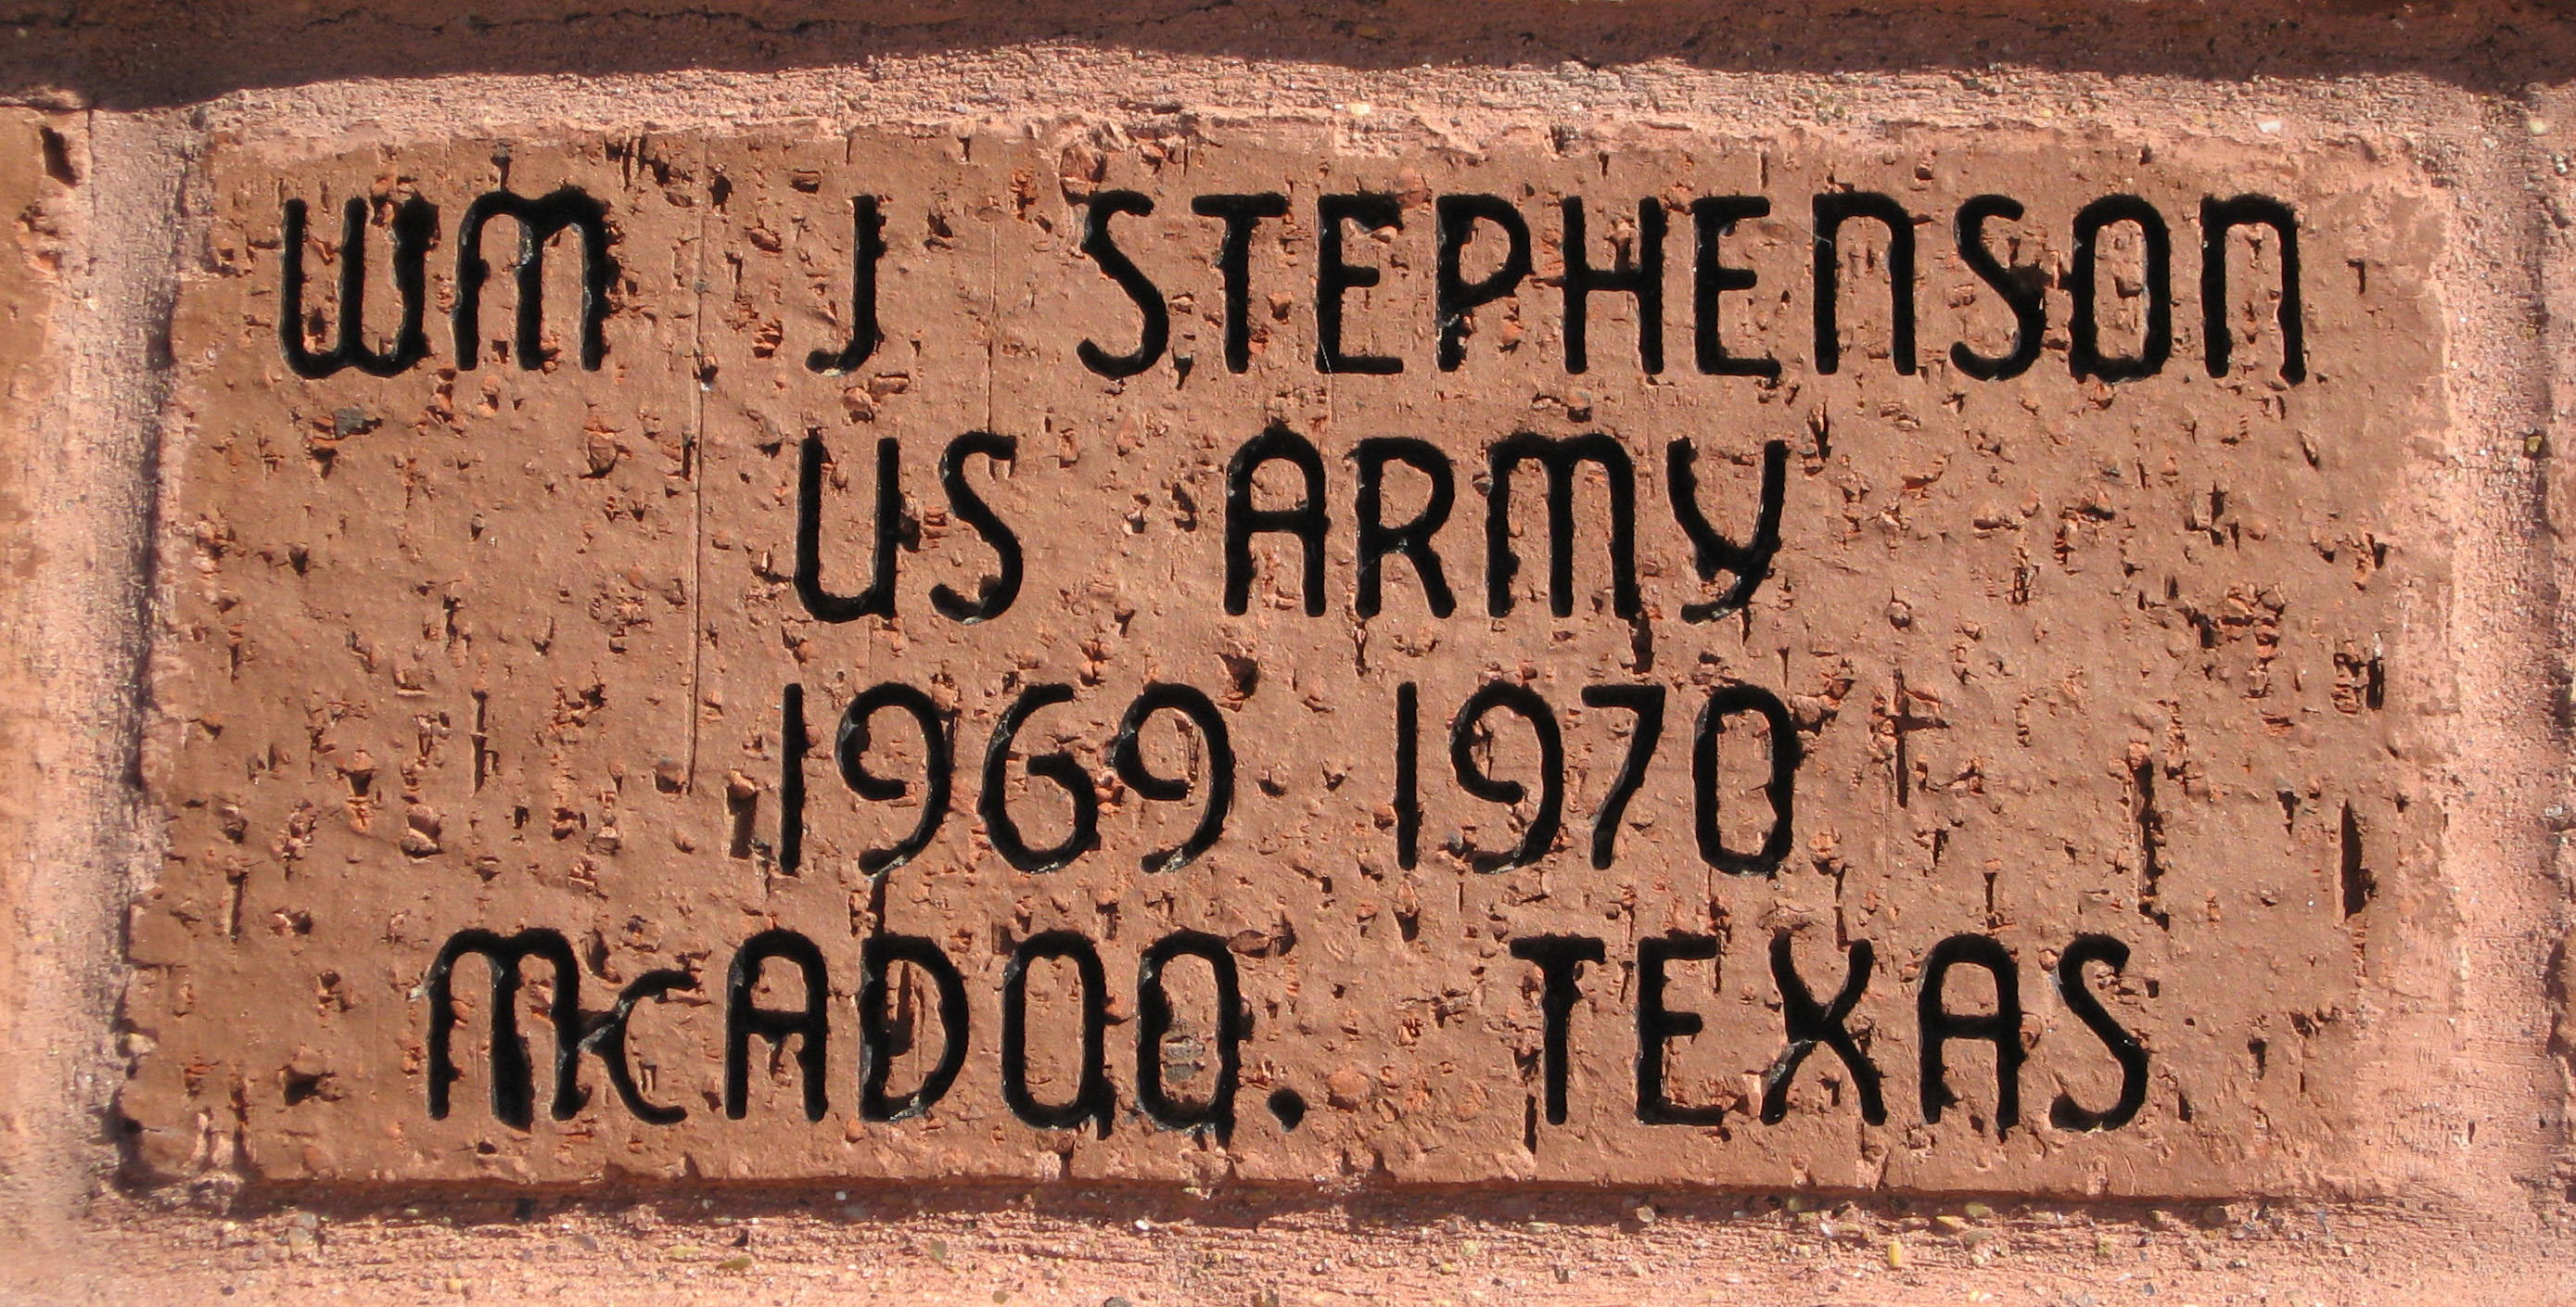 WM J STEPHENSON
US ARMY
1969 1970
McADOO. TEXAS